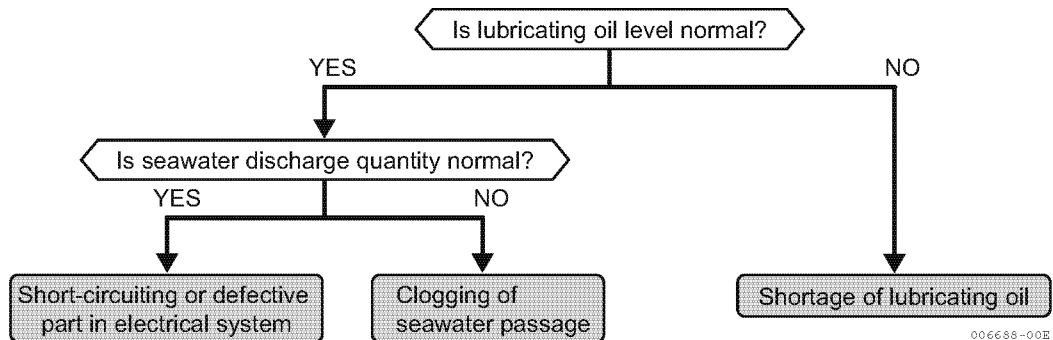 Is lubricating oil level normal?
YES
NO
Is seawater discharge quantity normal?
YES
NO
Short-circuiting or defective
part in electrical system
Clogging of
seawater passage
Shortage of lubricating oil
006688-00E